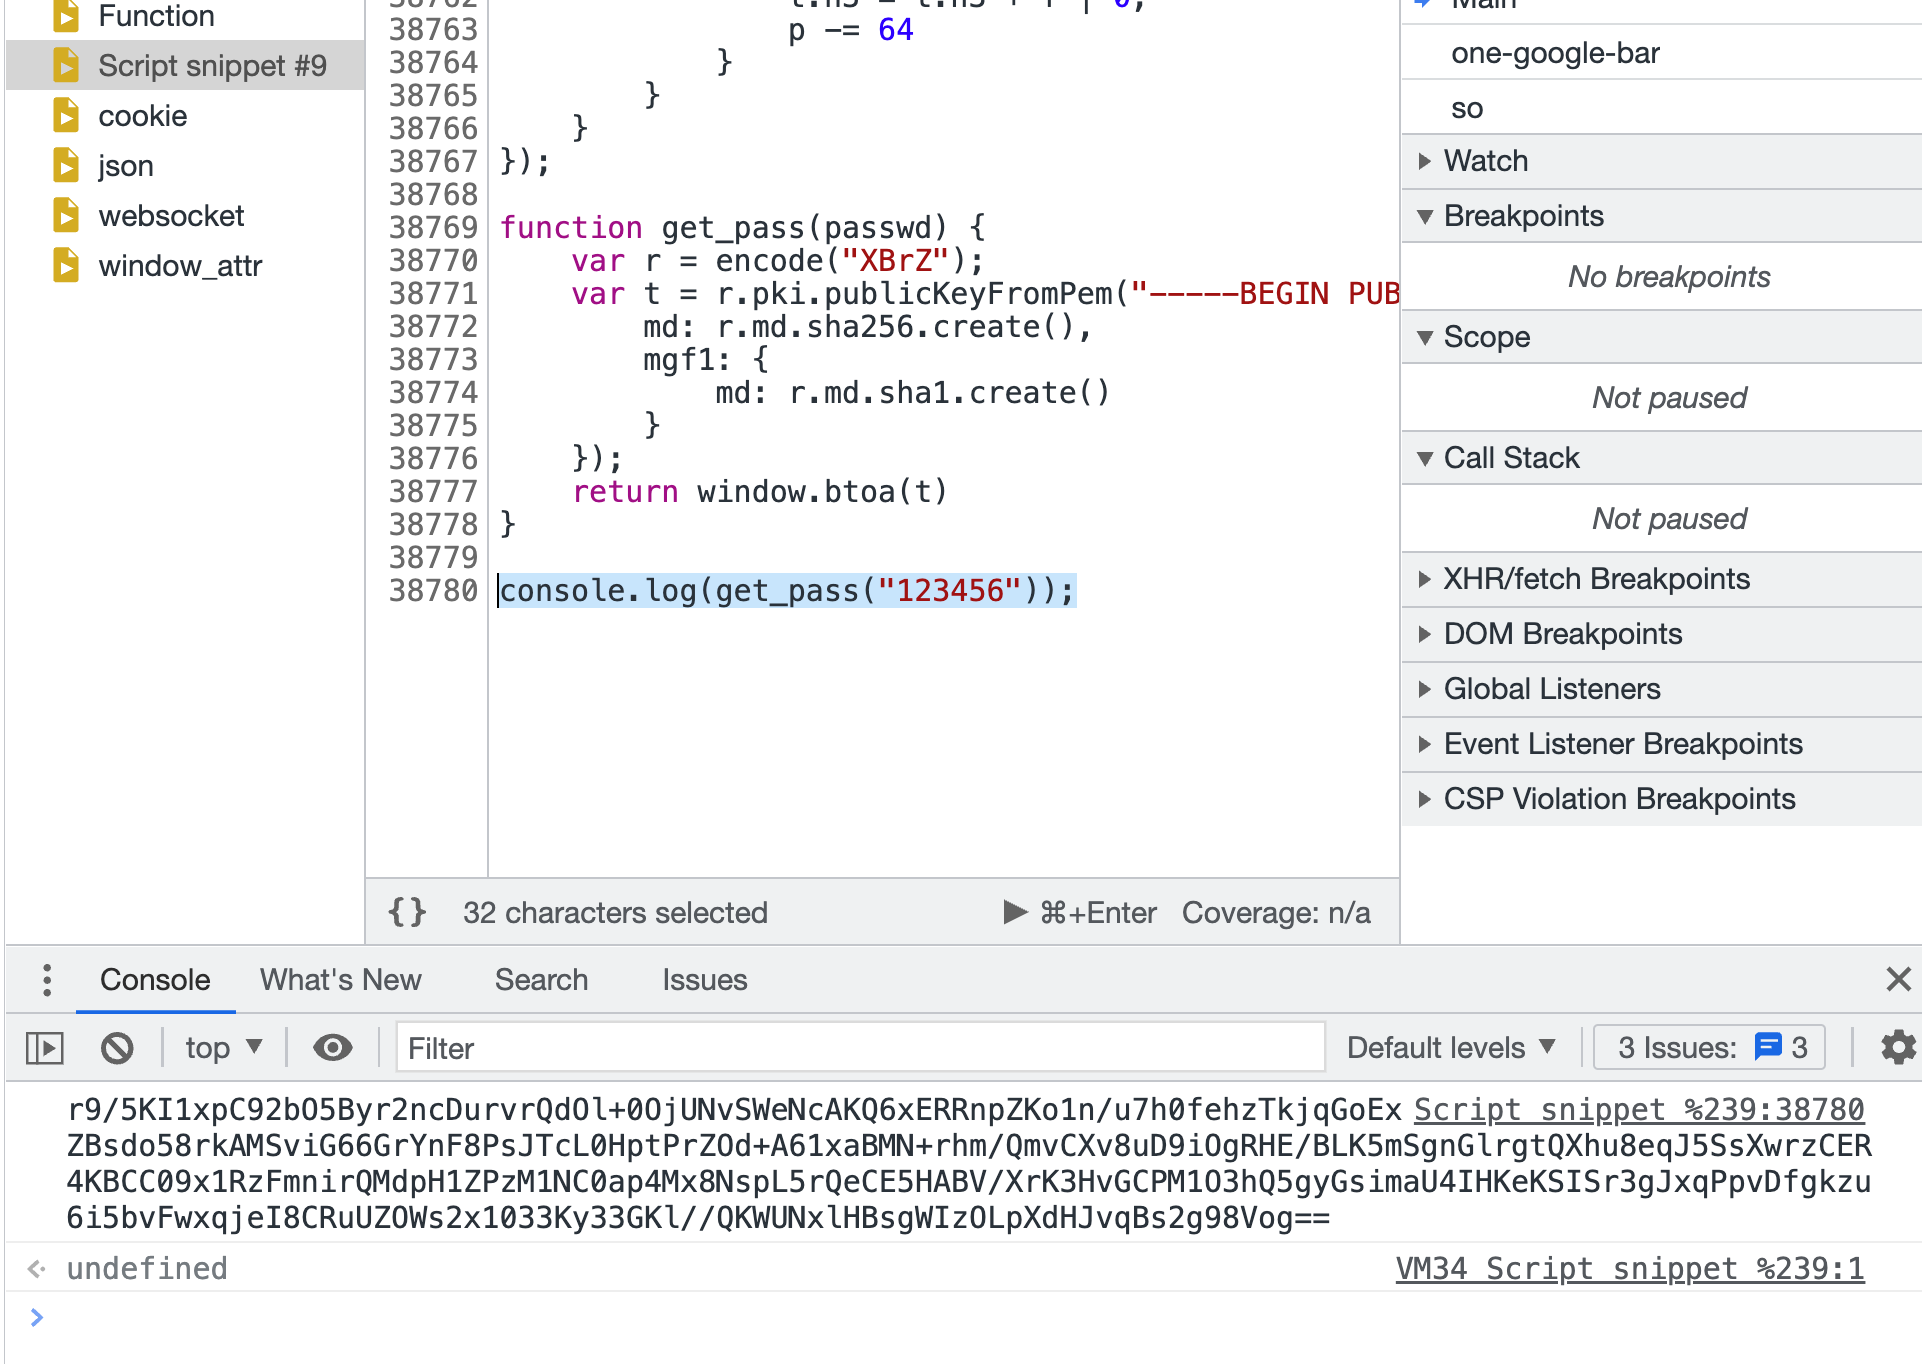 Function
Script snippet #9
cookie
json
websocket
window_attr
38763 p -= 64
38764 }
38765 }
38766 }
38767 });
38768
38769 function get_pass(passwd) {
38770 var r = encode("XBrZ");
38771 var t = r.pki.publicKeyFromPem("-----BEGIN PUB
38772 md: r.md.sha256.create(),
38773 mgf1: {
38774 md: r.md.sha1.create()
38775 }
38776 });
38777 return window.btoa(t)
38778 }
38779
38780 console.log(get_pass("123456"));
{} 32 characters selected ⌘+Enter Coverage: n/a
Main
one-google-bar
so
Watch
Breakpoints
No breakpoints
Scope
Not paused
Call Stack
Not paused
XHR/fetch Breakpoints
DOM Breakpoints
Global Listeners
Event Listener Breakpoints
CSP Violation Breakpoints
Console What's New Search Issues
top Filter Default levels 3 Issues: 3
r9/5KI1xpC92bO5Byr2ncDurvrQdOl+0OjUNvSWeNcAKQ6xERRnpZKo1n/u7h0fehzTkjqGoEx Script snippet %239:38780
ZBsdo58rkAMSviG66GrYnF8PsJTcL0HptPrZOd+A61xaBMN+rhm/QmvCXv8uD9iOgRHE/BLK5mSgnGlrgtQXhu8eqJ5SsXwrzCER
4KBCC09x1RzFmnirQMdpH1ZPzM1NC0ap4Mx8NspL5rQeCE5HABV/XrK3HvGCPM1O3hQ5gyGsimaU4IHKeKSISr3gJxqPpvDfgkzu
6i5bvFwxqjeI8CRuUZOWs2x1033Ky33GKl//QKWUNxlHBsgWIzOLpXdHJvqBs2g98Vog==
undefined VM34 Script snippet %239:1